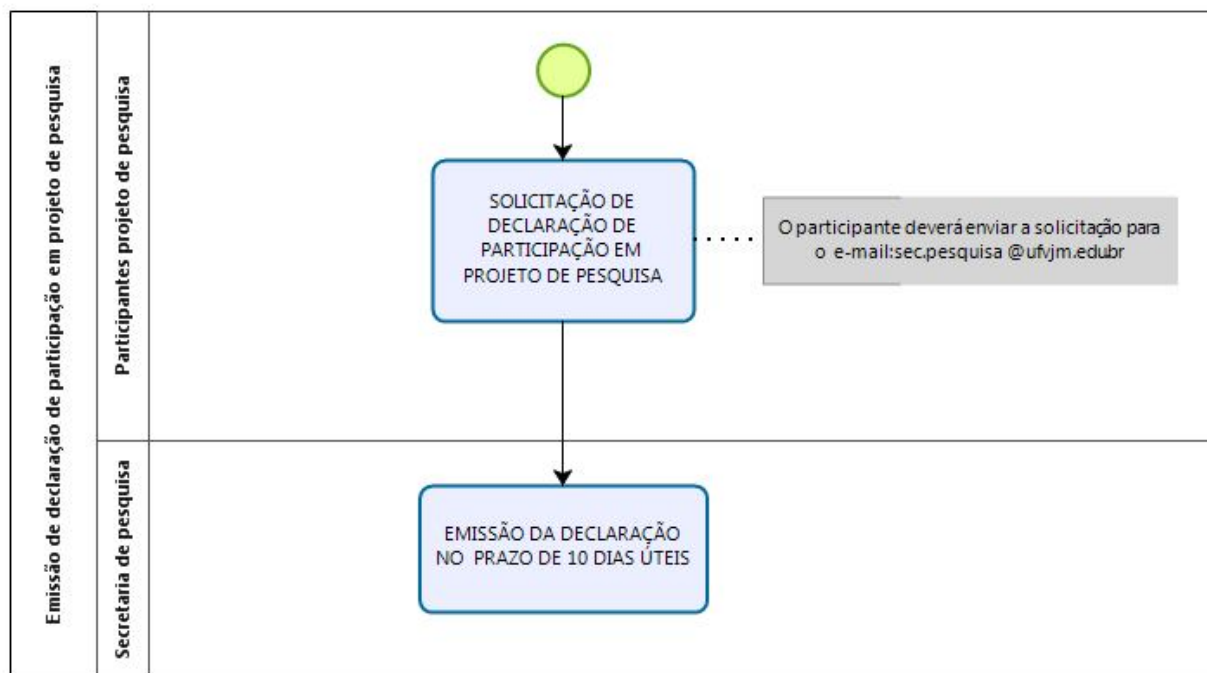 Emissão de declaração de participação em projeto de pesquisa
Participantes projeto de pesquisa
SOLICITAÇÃO DE
DECLARAÇÃO DE
PARTICIPAÇÃO EM
PROJETO DE PESQUISA
O participante deverá enviar a solicitação para
o e-mail:sec.pesquisa @ufvjm.edubr
Secretaria de pesquisa
EMISSÃO DA DECLARAÇÃO
NO PRAZO DE 10 DIAS ÚTEIS